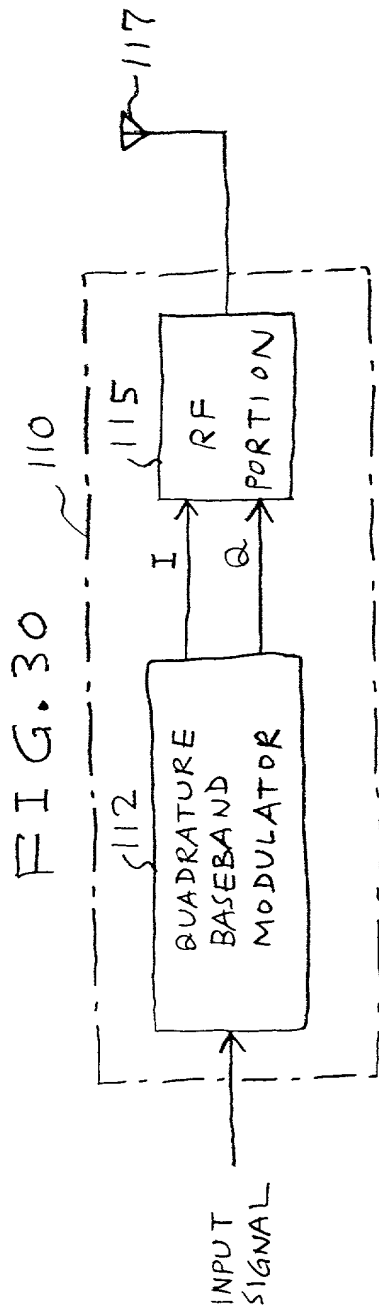 FIG.30
110
INPUT
SIGNAL
112
QUADRATURE
BASEBAND
MODULATOR
I
Q
115
RF
PORTION
117